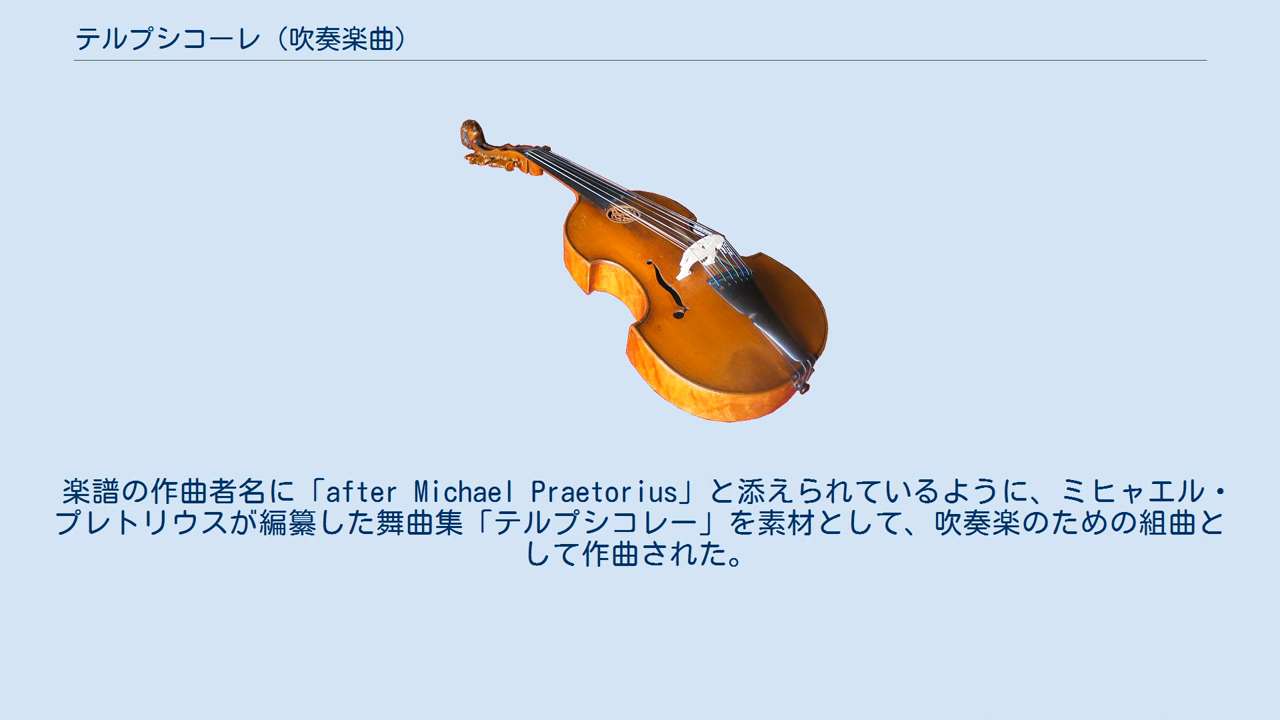 テルプシコーレ（吹奏楽曲）
楽譜の作曲者名に「after Michael Praetorius」と添えられているように、ミヒャエル・
プレトリウスが編纂した舞曲集「テルプシコレー」を素材として、吹奏楽のための組曲と
して作曲された。